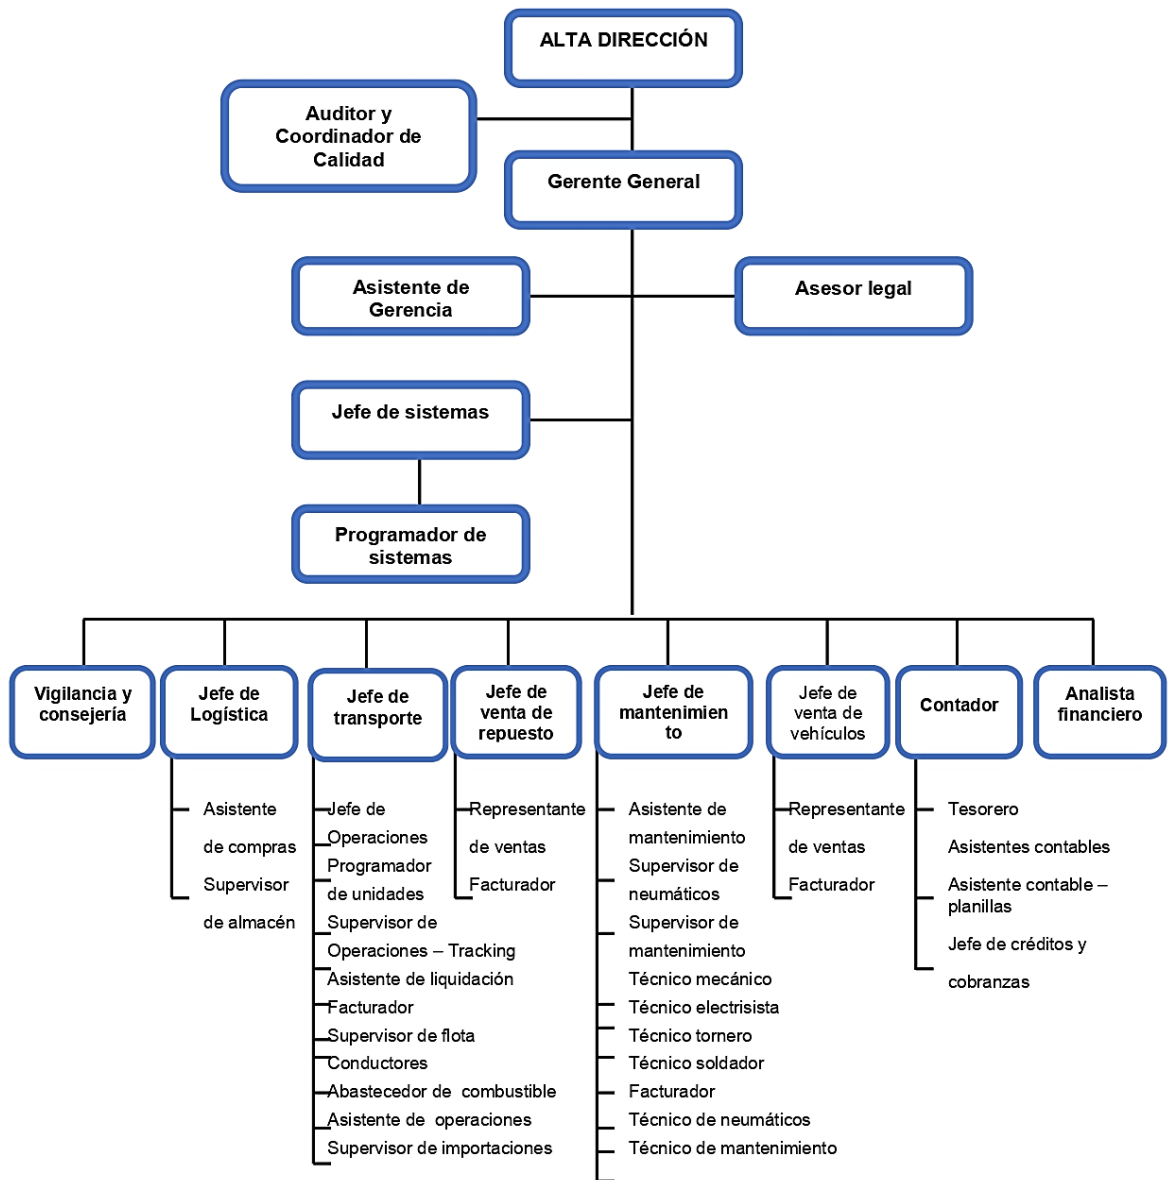 ALTA DIRECCIÓN
Auditor y
Coordinador de
Calidad
Gerente General
Asistente de
Gerencia
Asesor legal
Jefe de sistemas
Programador de
sistemas
Vigilancia y
consejería
Jefe de
Logística
Jefe de
transporte
Jefe de
venta de
repuesto
Jefe de
mantenimien
to
Jefe de
venta de
vehículos
Contador
Analista
financiero
Asistente
de compras
Supervisor
de almacén
Jefe de
Operaciones
Programador
de unidades
Supervisor de
Operaciones – Tracking
Asistente de liquidación
Facturador
Supervisor de flota
Conductores
Abastecedor de  combustible
Asistente de  operaciones
Supervisor de importaciones
Representante
de ventas
Facturador
Asistente de
mantenimiento
Supervisor de
neumáticos
Supervisor de
mantenimiento
Técnico mecánico
Técnico electrisista
Técnico tornero
Técnico soldador
Facturador
Técnico de neumáticos
Técnico de mantenimiento
Representante
de ventas
Facturador
Tesorero
Asistentes contables
Asistente contable –
planillas
Jefe de créditos y
cobranzas